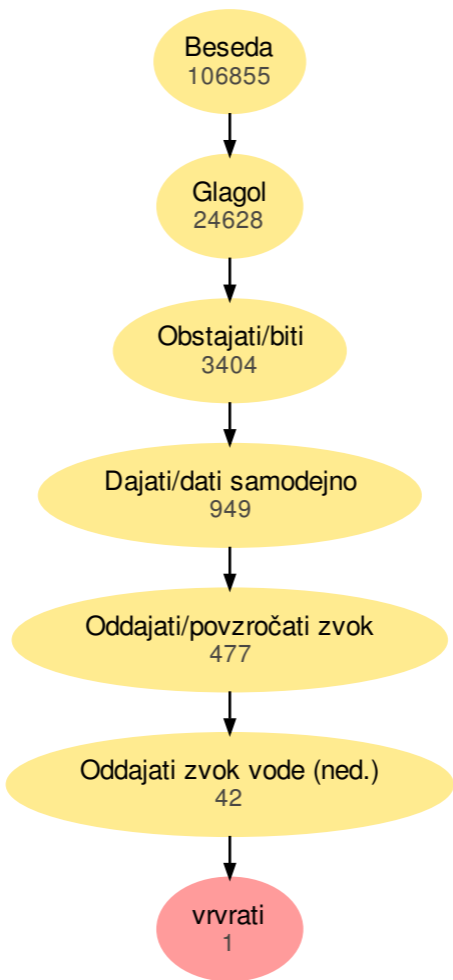 Beseda
106855
Glagol
24628
Obstajati/biti
3404
Dajati/dati samodejno
949
Oddajati/povzročati zvok
477
Oddajati zvok vode (ned.)
42
vrvrati
1